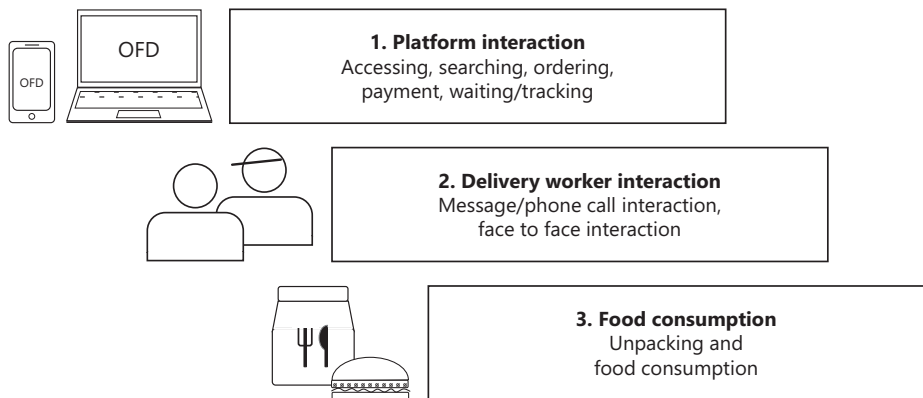 OFD
OFD
1. Platform interaction
Accessing, searching, ordering,
payment, waiting/tracking
2. Delivery worker interaction
Message/phone call interaction,
face to face interaction
3. Food consumption
Unpacking and
food consumption